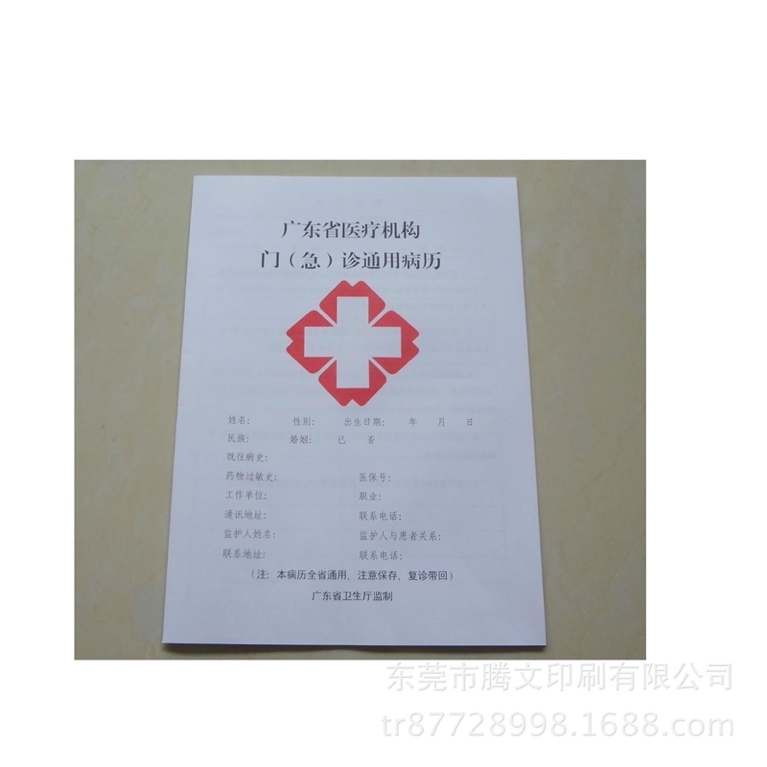 广东省医疗机构
门（急）诊通用病历
姓名： 性别： 出生日期： 年 月 日
民族： 婚姻： 已 否
既往病史：
药物过敏史： 医保号：
工作单位： 职业：
通讯地址： 联系电话：
监护人姓名： 监护人与患者关系：
联系地址： 联系电话：
（注：本病历全省通用，注意保存，复诊带回）
广东省卫生厅监制
东莞市腾文印刷有限公司
tr87728998.1688.com